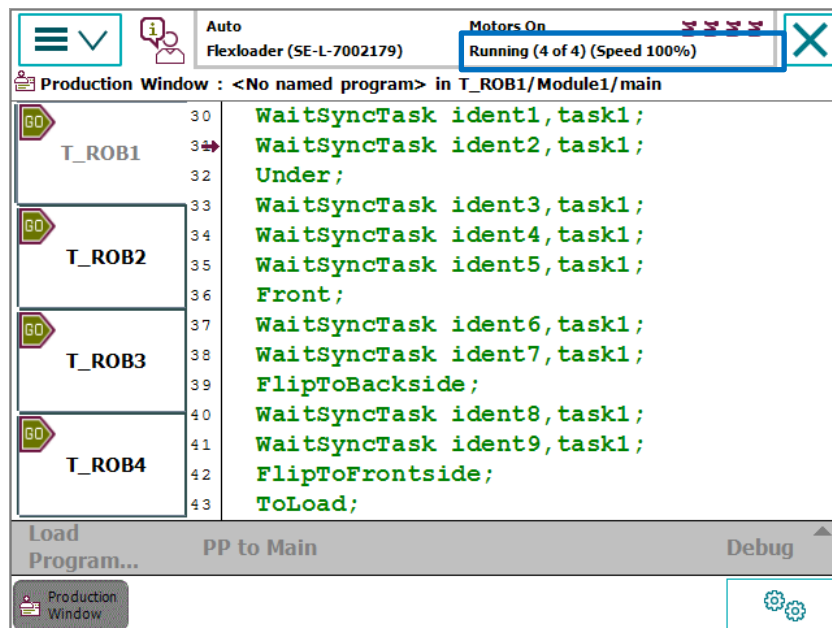 Auto
Motors On
Flexloader (SE-L-7002179)
Running (4 of 4) (Speed 100%)
Production Window : <No named program> in T_ROB1/Module1/main
GO
T_ROB1
GO
T_ROB2
GO
T_ROB3
GO
T_ROB4
30 WaitSyncTask ident1,task1;
31 WaitSyncTask ident2,task1;
32 Under;
33 WaitSyncTask ident3,task1;
34 WaitSyncTask ident4,task1;
35 WaitSyncTask ident5,task1;
36 Front;
37 WaitSyncTask ident6,task1;
38 WaitSyncTask ident7,task1;
39 FlipToBackside;
40 WaitSyncTask ident8,task1;
41 WaitSyncTask ident9,task1;
42 FlipToFrontside;
43 ToLoad;
Load
Program...
PP to Main
Debug
Production
Window